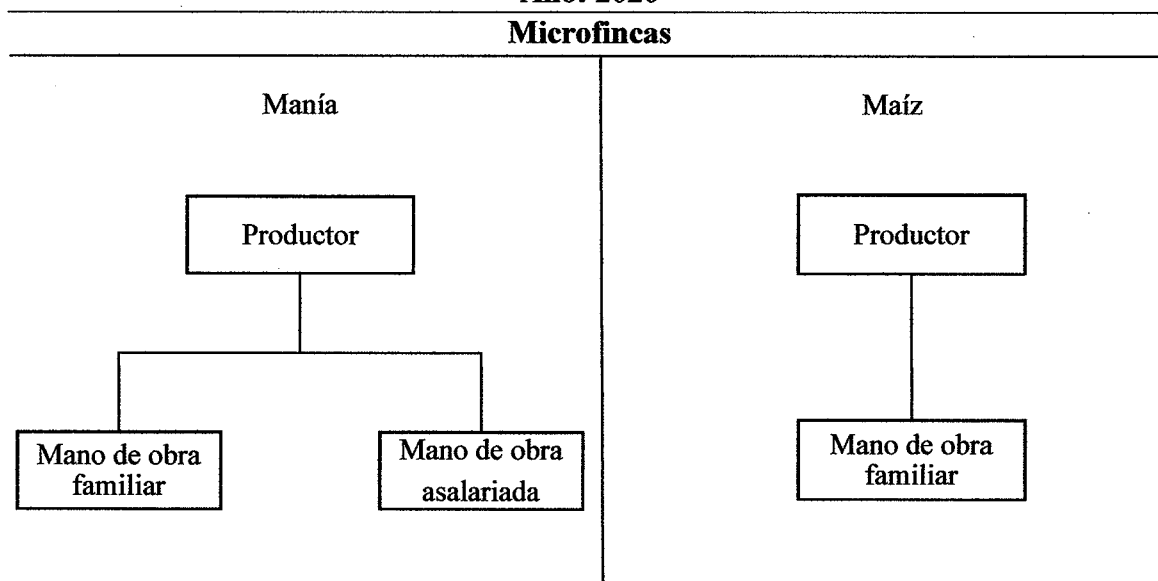 Microfincas
Manía
Maíz
Productor
Productor
Mano de obra
familiar
Mano de obra
asalariada
Mano de obra
familiar